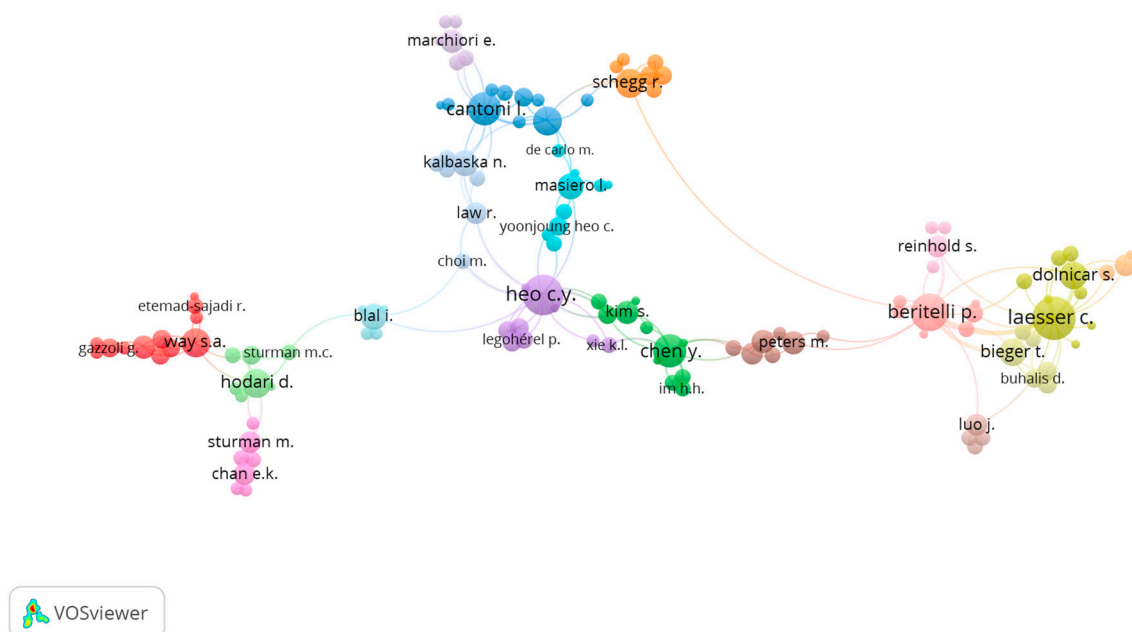 marchiori e.
schegg r.
cantoni l.
de carlo m.
kalbaska n.
masiero l.
law r.
yoonjoung heo c.
reinhold s.
choi m.
dolnicar s.
heo c.y.
etemad-sajadi r.
blal i.
kim s.
beritelli p.
laesser c.
legohérel p.
xie k.l.
gazzoli g.
way s.a.
sturman m.c.
chen y.
peters m.
bieger t.
hodari d.
im h.h.
buhalis d.
luo j.
sturman m.
chan e.k.
VOSviewer